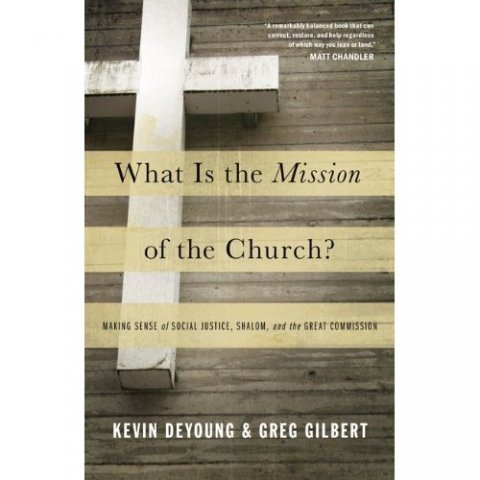 "A remarkably balanced book that can
correct, restore, and help regardless
of which way you lean or land."
MATT CHANDLER
What Is the Mission
of the Church?
MAKING SENSE of SOCIAL JUSTICE, SHALOM, and the GREAT COMMISSION
KEVIN DEYOUNG & GREG GILBERT